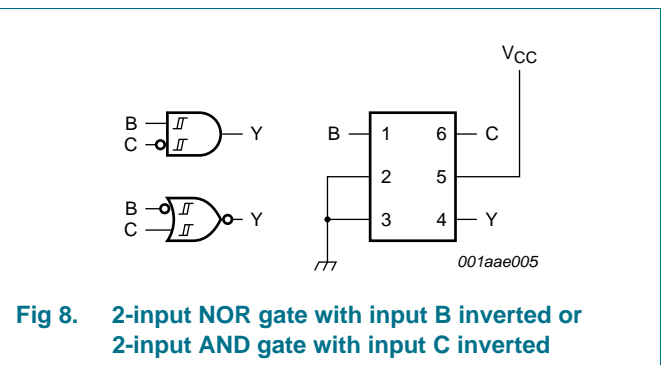 VCC
B
C
Y
B
C
Y
B 1 6 C
2 5
3 4 Y
001aae005
Fig 8. 2-input NOR gate with input B inverted or
2-input AND gate with input C inverted